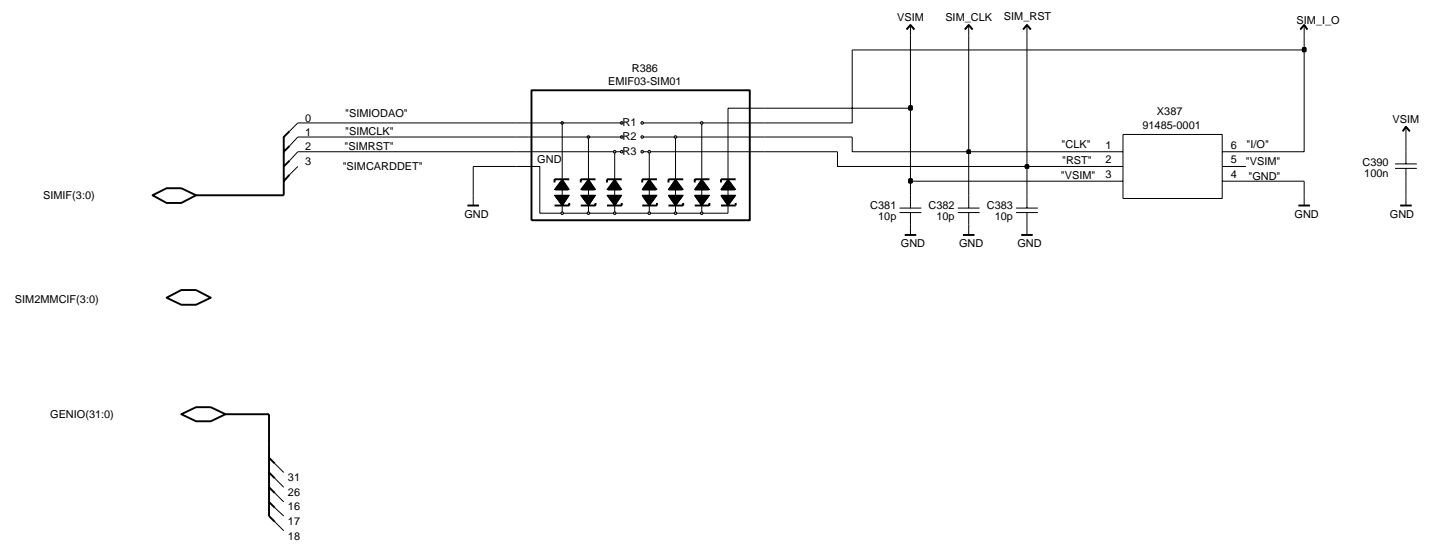 VSIM SIM_CLK SIM_RST SIM_I_O
R386
EMIF03-SIM01
0 "SIMIODAO"
1 "SIMCLK"
2 "SIMRST"
3 "SIMCARDDET"
R1
R2
R3
GND
GND
SIMIF(3:0)
X387
91485-0001
"CLK" 1 6 "I/O"
"RST" 2 5 "VSIM"
"VSIM" 3 4 "GND"
C381
10p
GND
C382
10p
GND
C383
10p
GND
GND
VSIM
C390
100n
GND
SIM2MMCIF(3:0)
GENIO(31:0)
31
26
16
17
18